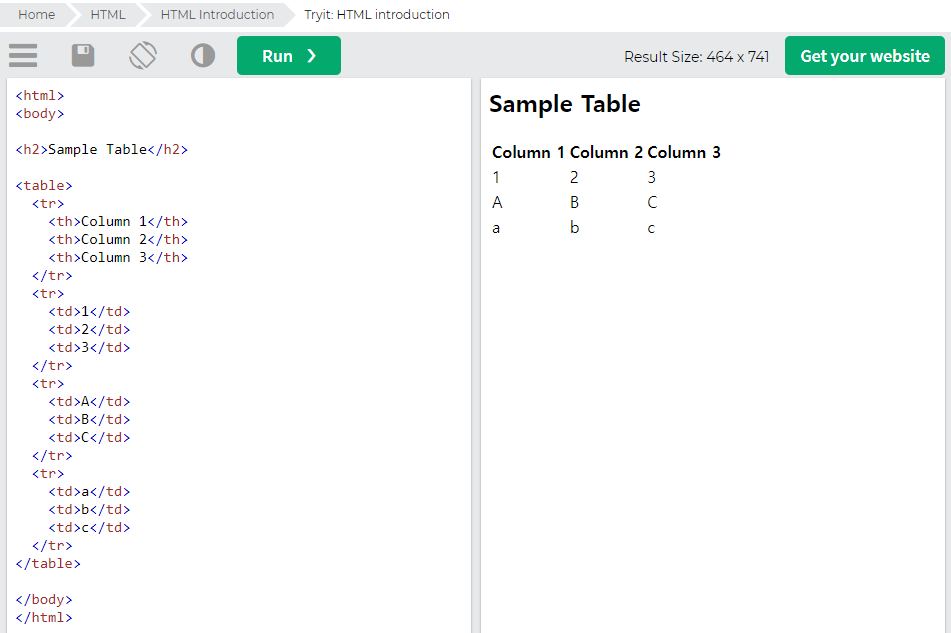 Home HTML HTML Introduction Tryit: HTML introduction
Run ❯ Result Size: 464 x 741 Get your website
<html>
<body>

<h2>Sample Table</h2>

<table>
  <tr>
    <th>Column 1</th>
    <th>Column 2</th>
    <th>Column 3</th>
  </tr>
  <tr>
    <td>1</td>
    <td>2</td>
    <td>3</td>
  </tr>
  <tr>
    <td>A</td>
    <td>B</td>
    <td>C</td>
  </tr>
  <tr>
    <td>a</td>
    <td>b</td>
    <td>c</td>
  </tr>
</table>

</body>
</html>
Sample Table
Column 1 Column 2 Column 3
1 2 3
A B C
a b c